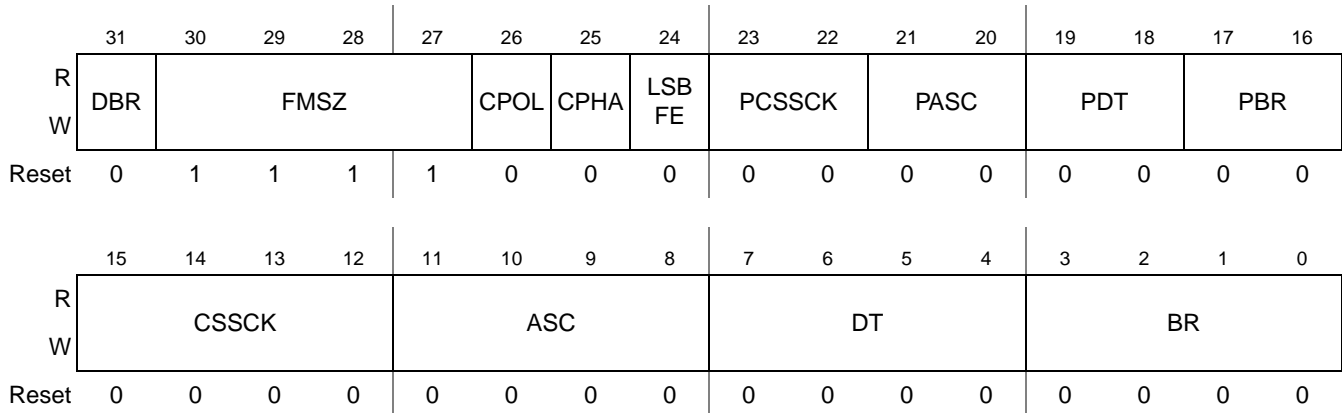 31 30 29 28 27 26 25 24 23 22 21 20 19 18 17 16
R
W
DBR FMSZ CPOL CPHA LSB FE PCSSCK PASC PDT PBR
Reset 0 1 1 1 1 0 0 0 0 0 0 0 0 0 0 0
15 14 13 12 11 10 9 8 7 6 5 4 3 2 1 0
R
W
CSSCK ASC DT BR
Reset 0 0 0 0 0 0 0 0 0 0 0 0 0 0 0 0